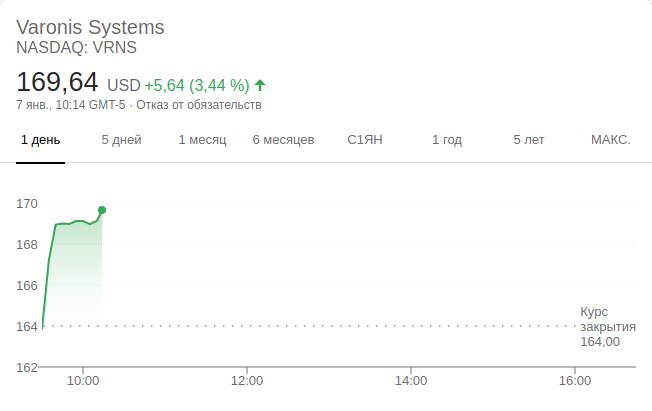 Varonis Systems
NASDAQ: VRNS
169,64 USD +5,64 (3,44 %)
7 янв., 10:14 GMT-5 · Отказ от обязательств
1 день 5 дней 1 месяц 6 месяцев С1ЯН 1 год 5 лет МАКС.
170
168
166
164
162
Курс
закрытия
164,00
10:00 12:00 14:00 16:00